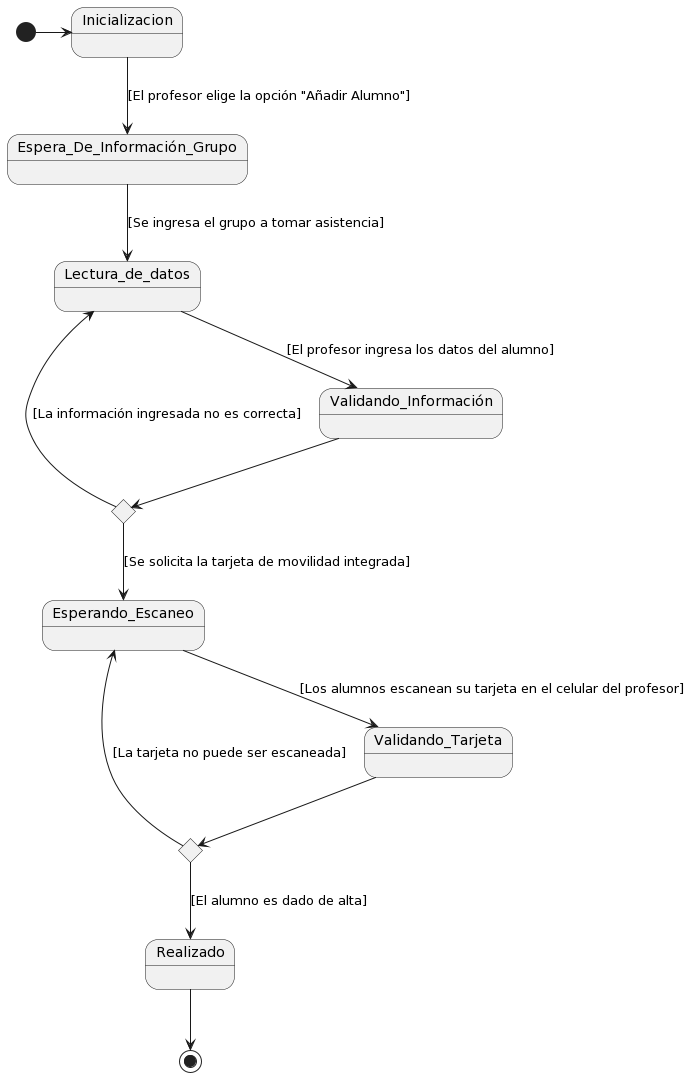 Inicializacion
[El profesor elige la opción "Añadir Alumno"]
Espera_De_Información_Grupo
[Se ingresa el grupo a tomar asistencia]
Lectura_de_datos
[El profesor ingresa los datos del alumno]
Validando_Información
[La información ingresada no es correcta]
[Se solicita la tarjeta de movilidad integrada]
Esperando_Escaneo
[Los alumnos escanean su tarjeta en el celular del profesor]
Validando_Tarjeta
[La tarjeta no puede ser escaneada]
[El alumno es dado de alta]
Realizado